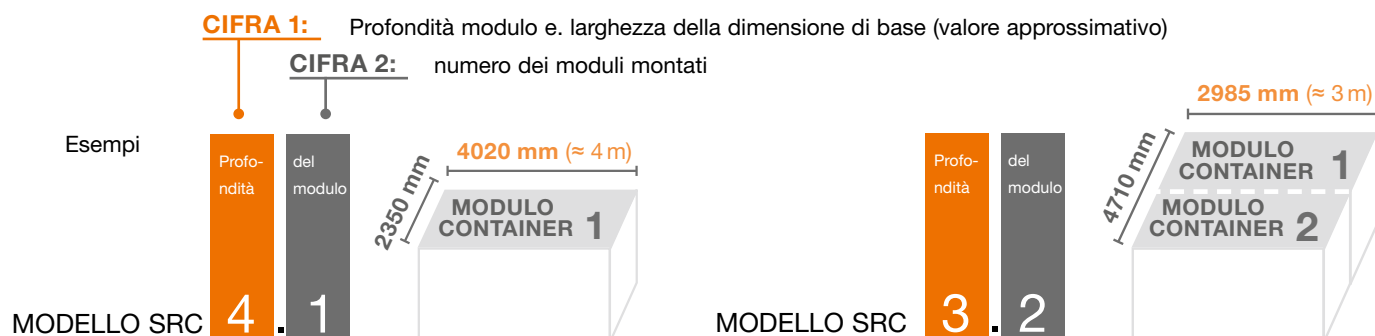 CIFRA 1: Profondità modulo e. larghezza della dimensione di base (valore approssimativo)
CIFRA 2: numero dei moduli montati
Esempi
Profo-
ndità
del
modulo
4020 mm (≈ 4 m)
2350 mm
MODULO
CONTAINER 1
MODELLO SRC 4.1
2985 mm (≈ 3 m)
Profo-
ndità
del
modulo
4710 mm
MODULO
CONTAINER 1
MODULO
CONTAINER 2
MODELLO SRC 3.2